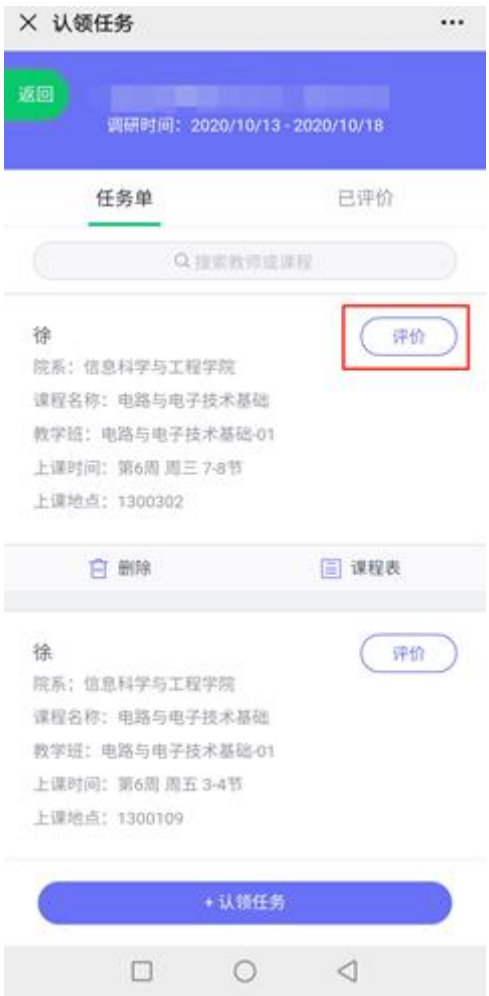 认领任务
返回
调研时间：2020/10/13-2020/10/18
任务单
已评价
搜索教师或课程
徐
评价
院系：信息科学与工程学院
课程名称：电路与电子技术基础
教学班：电路与电子技术基础-01
上课时间：第6周 周三 7-8节
上课地点：1300302
删除
课程表
徐
评价
院系：信息科学与工程学院
课程名称：电路与电子技术基础
教学班：电路与电子技术基础-01
上课时间：第6周 周五 3-4节
上课地点：1300109
+ 认领任务